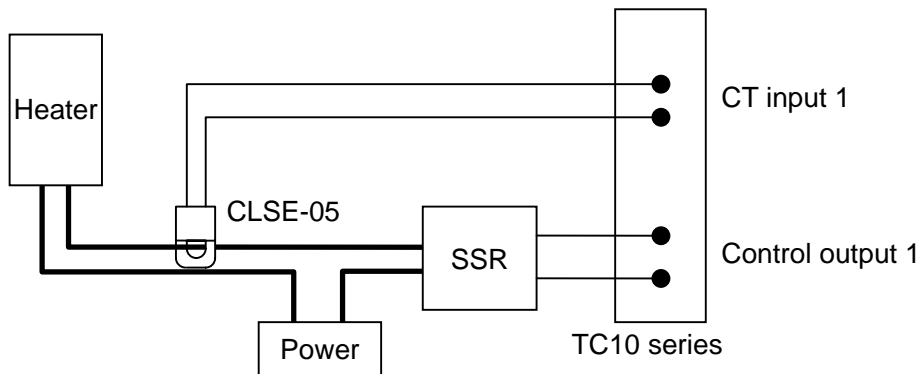 Heater
CT input 1
CLSE-05
SSR
Control output 1
Power
TC10 series